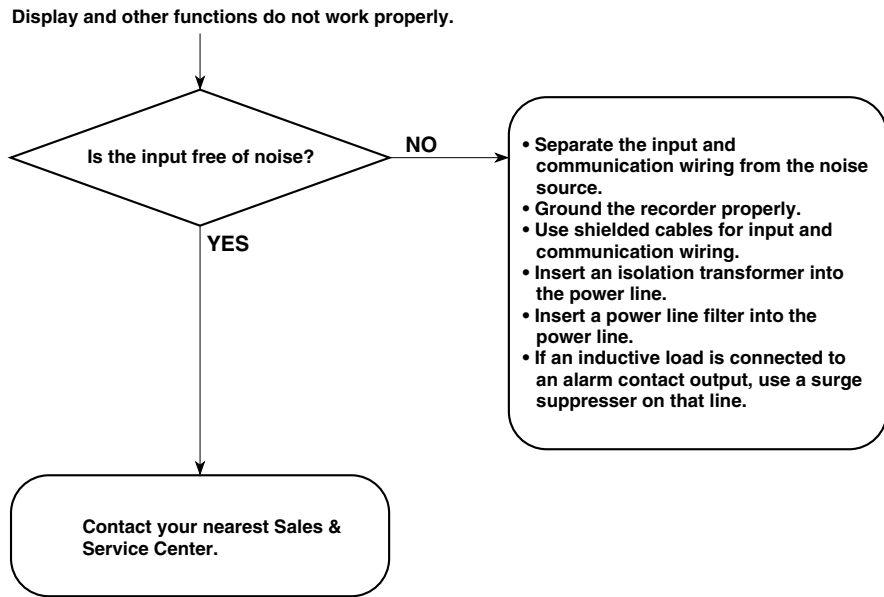 Display and other functions do not work properly.
Is the input free of noise?
NO
YES
• Separate the input and
communication wiring from the noise
source.
• Ground the recorder properly.
• Use shielded cables for input and
communication wiring.
• Insert an isolation transformer into
the power line.
• Insert a power line filter into the
power line.
• If an inductive load is connected to
an alarm contact output, use a surge
suppresser on that line.
Contact your nearest Sales &
Service Center.